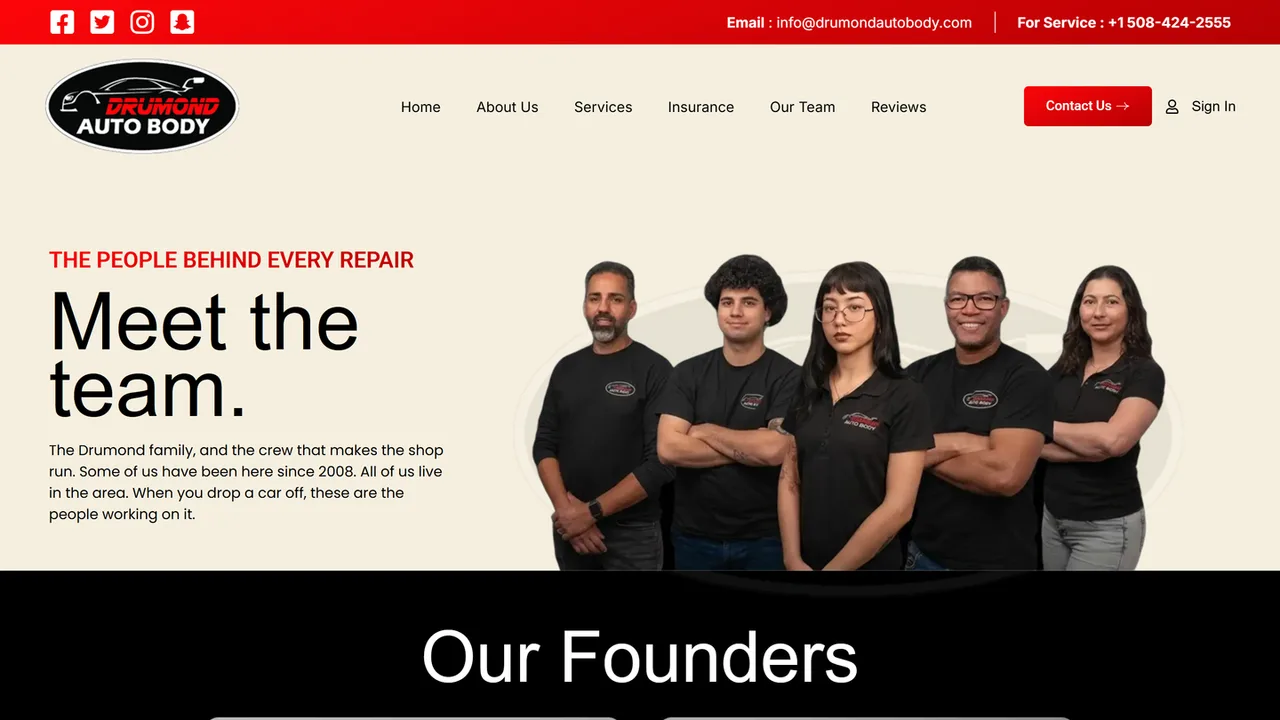 Email : info@drumondautobody.com
For Service : +1 508-424-2555
DRUMOND
AUTO BODY
Home
About Us
Services
Insurance
Our Team
Reviews
Contact Us →
Sign In
THE PEOPLE BEHIND EVERY REPAIR
Meet the
team.
The Drumond family, and the crew that makes the shop
run. Some of us have been here since 2008. All of us live
in the area. When you drop a car off, these are the
people working on it.
DRUMOND
AUTO BODY
Our Founders